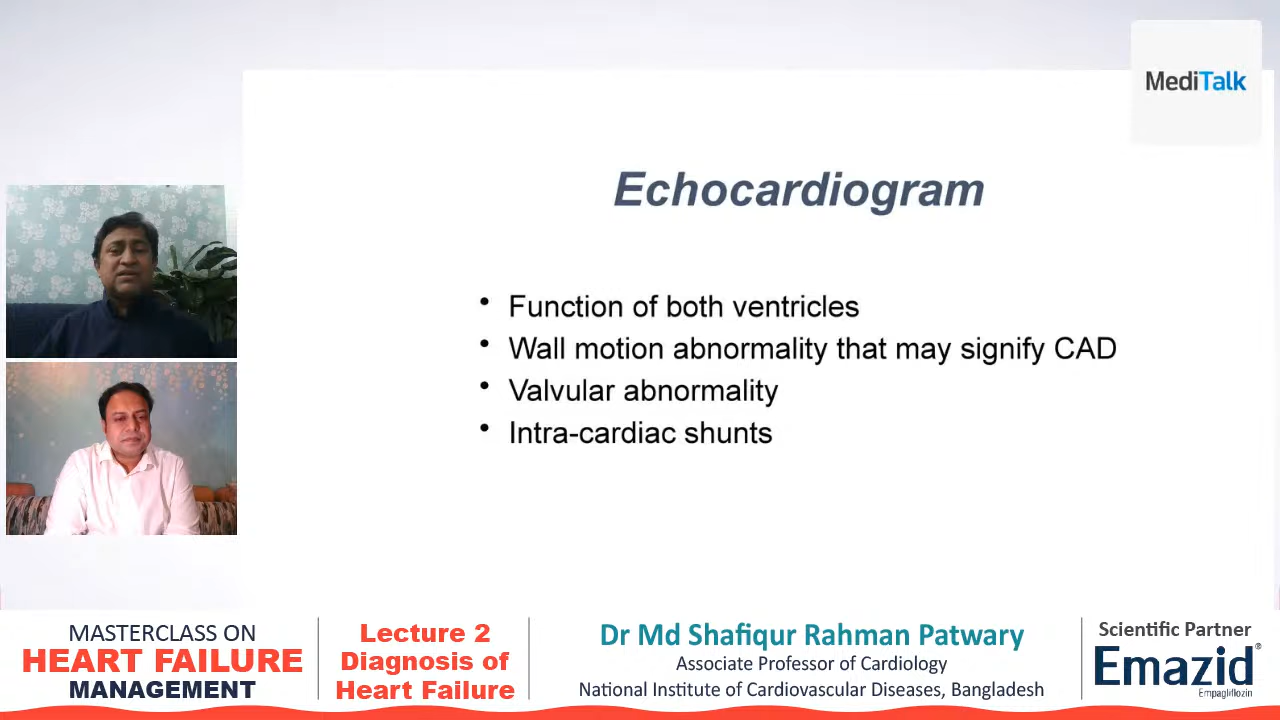 MediTalk
Echocardiogram
• Function of both ventricles
• Wall motion abnormality that may signify CAD
• Valvular abnormality
• Intra-cardiac shunts
MASTERCLASS ON
HEART FAILURE
MANAGEMENT
Lecture 2
Diagnosis of
Heart Failure
Dr Md Shafiqur Rahman Patwary
Associate Professor of Cardiology
National Institute of Cardiovascular Diseases, Bangladesh
Scientific Partner
Emazid®
Empagliflozin